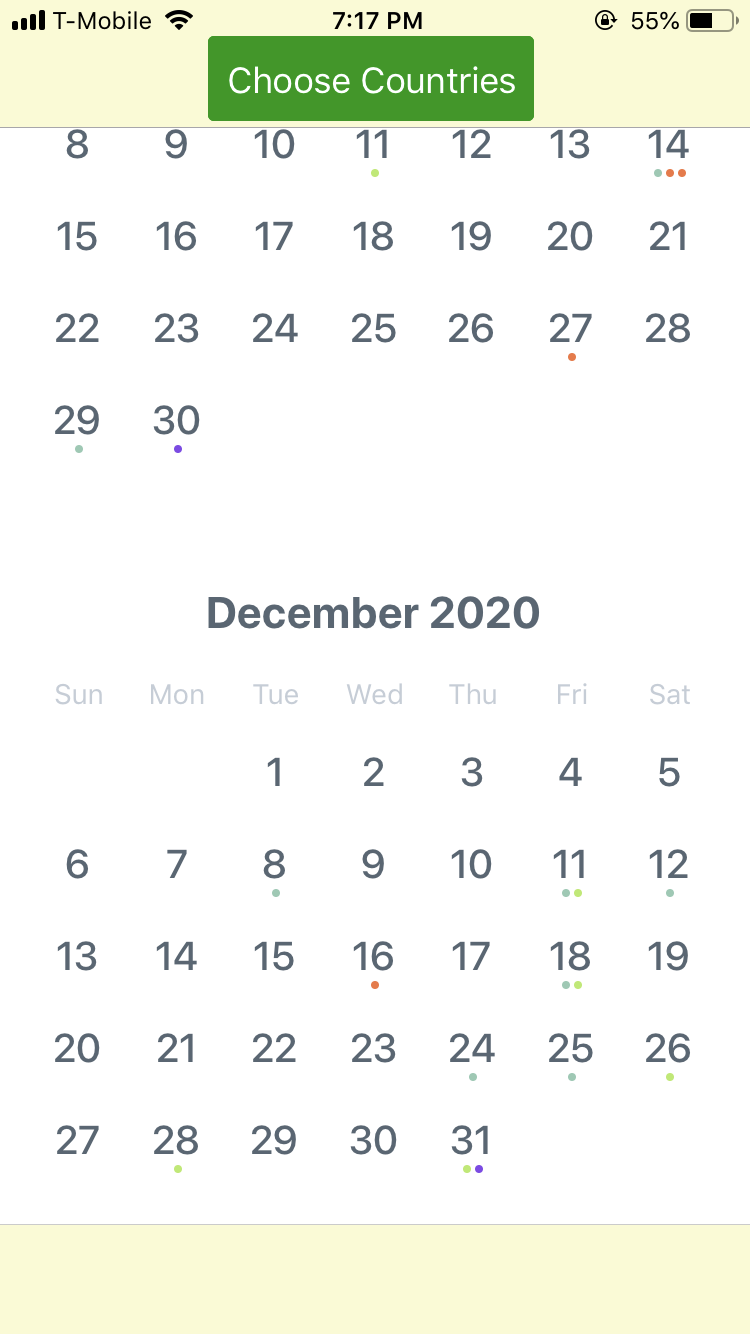 T-Mobile 7:17 PM 55%
Choose Countries
8 9 10 11 12 13 14
15 16 17 18 19 20 21
22 23 24 25 26 27 28
29 30
December 2020
Sun Mon Tue Wed Thu Fri Sat
1 2 3 4 5
6 7 8 9 10 11 12
13 14 15 16 17 18 19
20 21 22 23 24 25 26
27 28 29 30 31